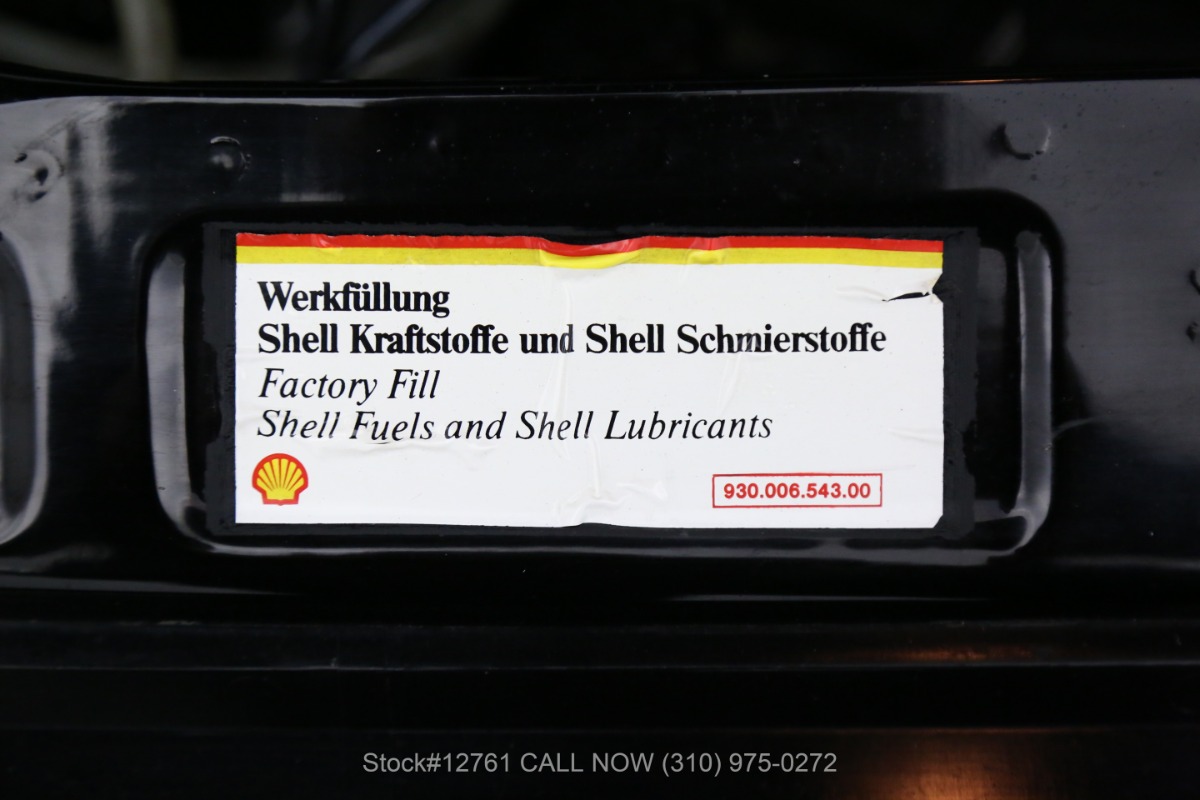 Werkfüllung
Shell Kraftstoffe und Shell Schmierstoffe
Factory Fill
Shell Fuels and Shell Lubricants
930.006.543.00
Stock#12761 CALL NOW (310) 975-0272